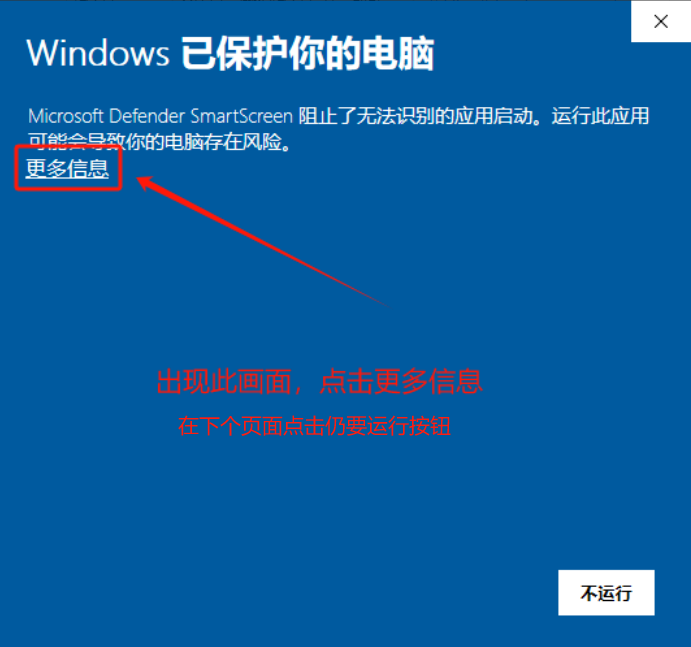 Windows 已保护你的电脑
Microsoft Defender SmartScreen 阻止了无法识别的应用启动。运行此应用
可能会导致你的电脑存在风险。
更多信息
出现此画面，点击更多信息
在下个页面点击仍要运行按钮
不运行